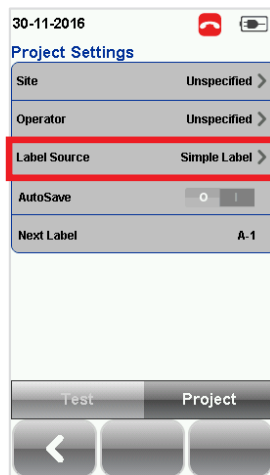 30-11-2016
Project Settings
Site Unspecified
Operator Unspecified
Label Source Simple Label
AutoSave O I
Next Label A-1
Test Project